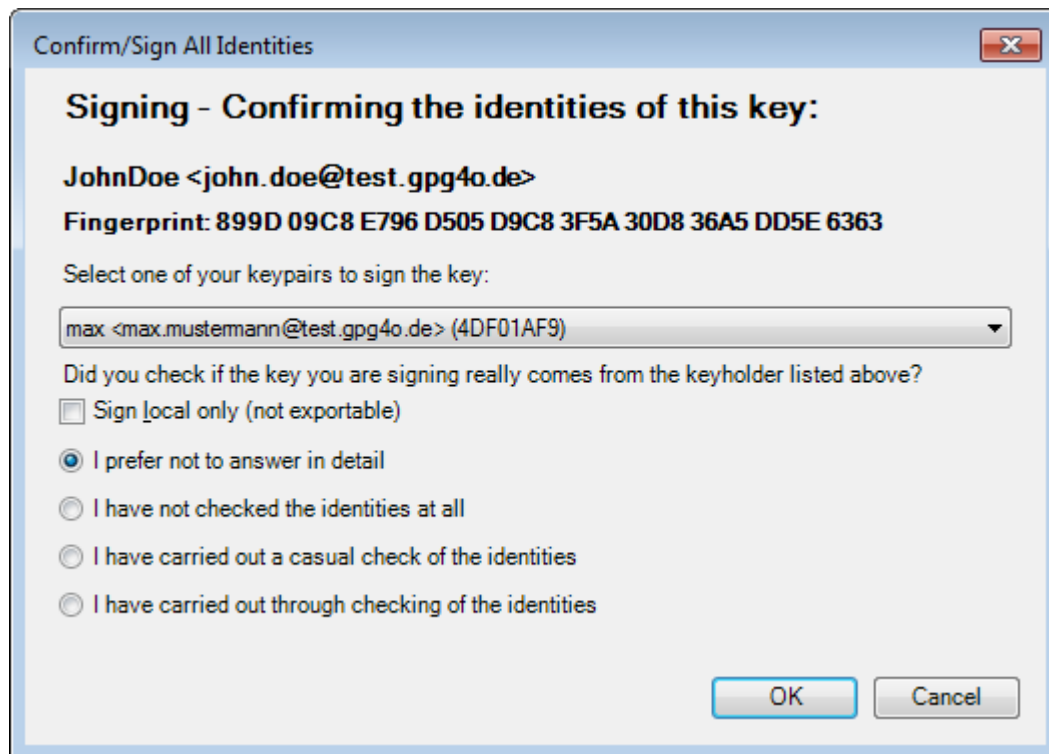 Confirm/Sign All Identities
Signing - Confirming the identities of this key:
JohnDoe <john.doe@test.gpg4o.de>
Fingerprint: 899D 09C8 E796 D505 D9C8 3F5A 30D8 36A5 DD5E 6363
Select one of your keypairs to sign the key:
max <max.mustermann@test.gpg4o.de> (4DF01AF9)
Did you check if the key you are signing really comes from the keyholder listed above?
Sign local only (not exportable)
I prefer not to answer in detail
I have not checked the identities at all
I have carried out a casual check of the identities
I have carried out through checking of the identities
OK Cancel